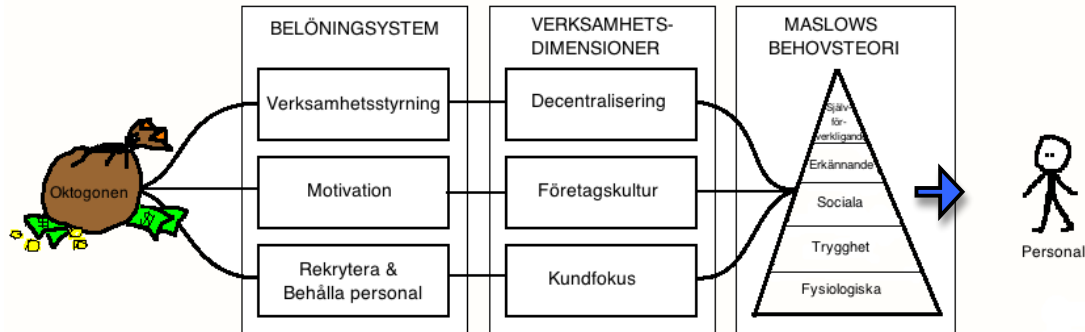 BELÖNINGSYSTEM
VERKSAMHETS-
DIMENSIONER
MASLOWS
BEHOVSTEORI
Oktogonen
$
Verksamhetsstyrning
Motivation
Rekrytera &
Behålla personal
Decentralisering
Företagskultur
Kundfokus
Själv-
för-
verkligande
Erkännande
Sociala
Trygghet
Fysiologiska
Personal